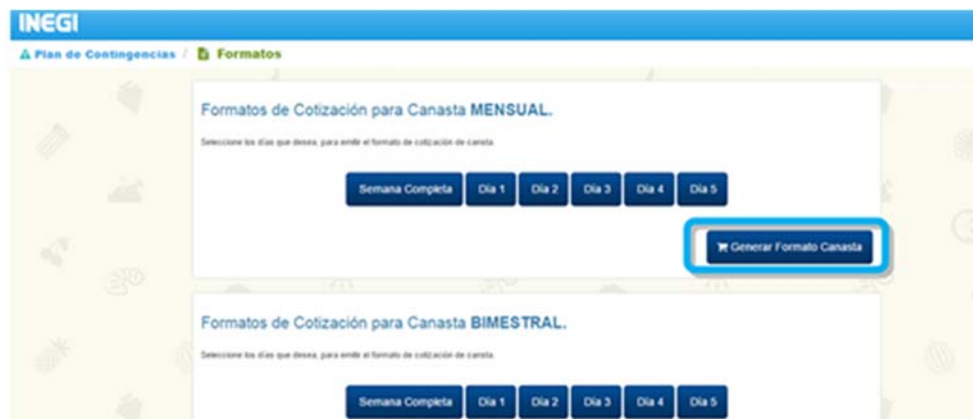 INEGI
Plan de Contingencias / Formatos
Formatos de Cotización para Canasta MENSUAL.
Seleccione los días que desea, para emitir el formato de cotización de canasta.
Semana Completa Día 1 Día 2 Día 3 Día 4 Día 5
Generar Formato Canasta
Formatos de Cotización para Canasta BIMESTRAL.
Seleccione los días que desea, para emitir el formato de cotización de canasta.
Semana Completa Día 1 Día 2 Día 3 Día 4 Día 5